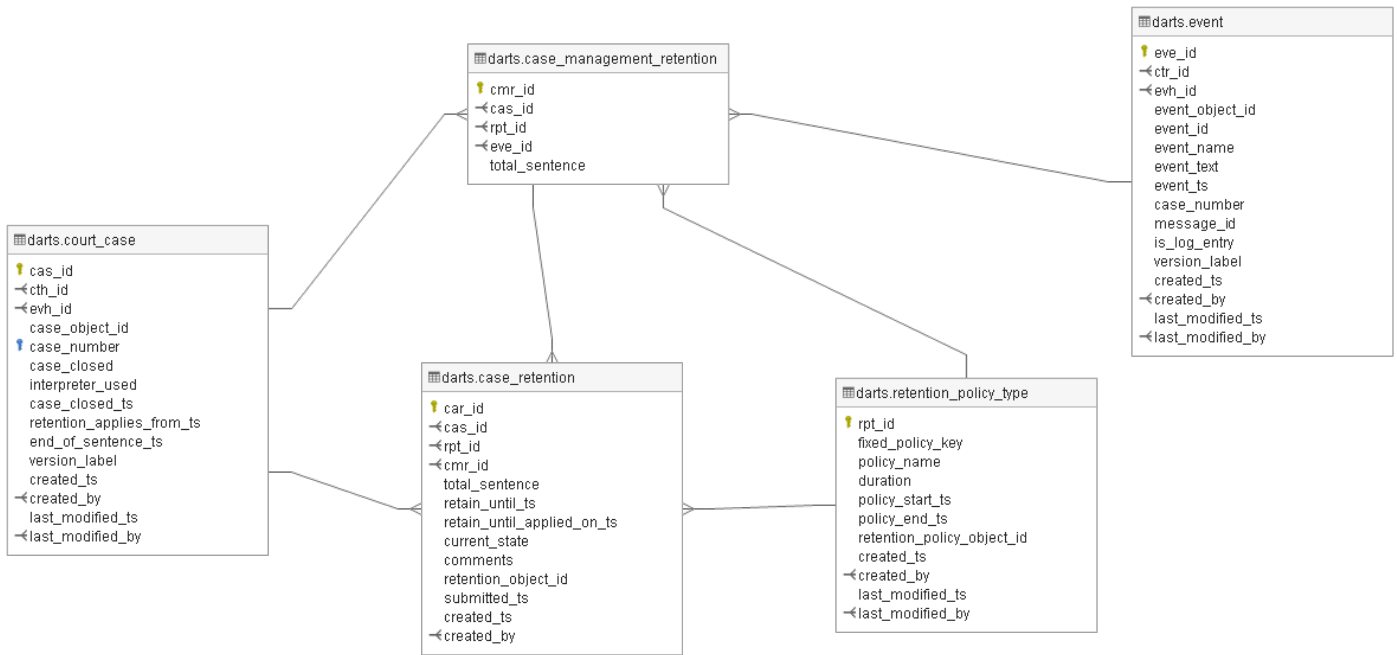 darts.event
eve_id
ctr_id
evh_id
event_object_id
event_id
event_name
event_text
event_ts
case_number
message_id
is_log_entry
version_label
created_ts
created_by
last_modified_ts
last_modified_by
darts.case_management_retention
cmr_id
cas_id
rpt_id
eve_id
total_sentence
darts.court_case
cas_id
cth_id
evh_id
case_object_id
case_number
case_closed
interpreter_used
case_closed_ts
retention_applies_from_ts
end_of_sentence_ts
version_label
created_ts
created_by
last_modified_ts
last_modified_by
darts.case_retention
car_id
cas_id
rpt_id
cmr_id
total_sentence
retain_until_ts
retain_until_applied_on_ts
current_state
comments
retention_object_id
submitted_ts
created_ts
created_by
darts.retention_policy_type
rpt_id
fixed_policy_key
policy_name
duration
policy_start_ts
policy_end_ts
retention_policy_object_id
created_ts
created_by
last_modified_ts
last_modified_by